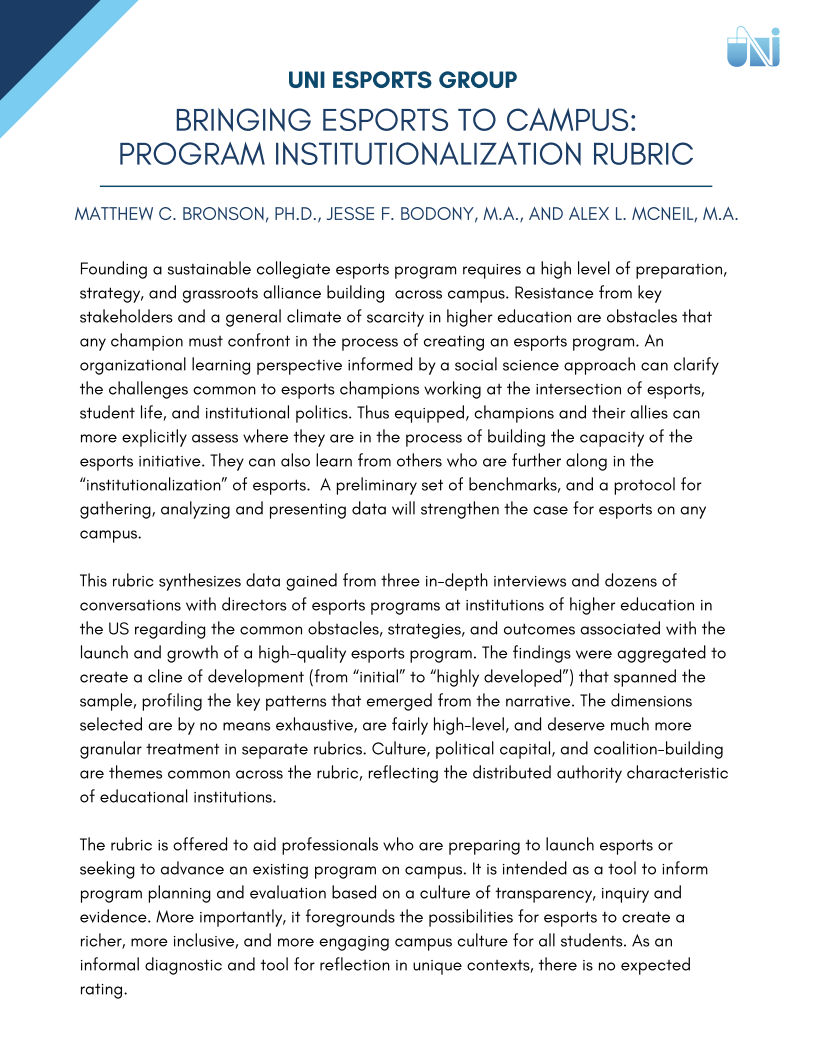 UNi
UNI ESPORTS GROUP
BRINGING ESPORTS TO CAMPUS:
PROGRAM INSTITUTIONALIZATION RUBRIC
MATTHEW C. BRONSON, PH.D., JESSE F. BODONY, M.A., AND ALEX L. MCNEIL, M.A.
Founding a sustainable collegiate esports program requires a high level of preparation,
strategy, and grassroots alliance building  across campus. Resistance from key
stakeholders and a general climate of scarcity in higher education are obstacles that
any champion must confront in the process of creating an esports program. An
organizational learning perspective informed by a social science approach can clarify
the challenges common to esports champions working at the intersection of esports,
student life, and institutional politics. Thus equipped, champions and their allies can
more explicitly assess where they are in the process of building the capacity of the
esports initiative. They can also learn from others who are further along in the
“institutionalization” of esports.  A preliminary set of benchmarks, and a protocol for
gathering, analyzing and presenting data will strengthen the case for esports on any
campus.
This rubric synthesizes data gained from three in-depth interviews and dozens of
conversations with directors of esports programs at institutions of higher education in
the US regarding the common obstacles, strategies, and outcomes associated with the
launch and growth of a high-quality esports program. The findings were aggregated to
create a cline of development (from “initial” to “highly developed”) that spanned the
sample, profiling the key patterns that emerged from the narrative. The dimensions
selected are by no means exhaustive, are fairly high-level, and deserve much more
granular treatment in separate rubrics. Culture, political capital, and coalition-building
are themes common across the rubric, reflecting the distributed authority characteristic
of educational institutions.
The rubric is offered to aid professionals who are preparing to launch esports or
seeking to advance an existing program on campus. It is intended as a tool to inform
program planning and evaluation based on a culture of transparency, inquiry and
evidence. More importantly, it foregrounds the possibilities for esports to create a
richer, more inclusive, and more engaging campus culture for all students. As an
informal diagnostic and tool for reflection in unique contexts, there is no expected
rating.